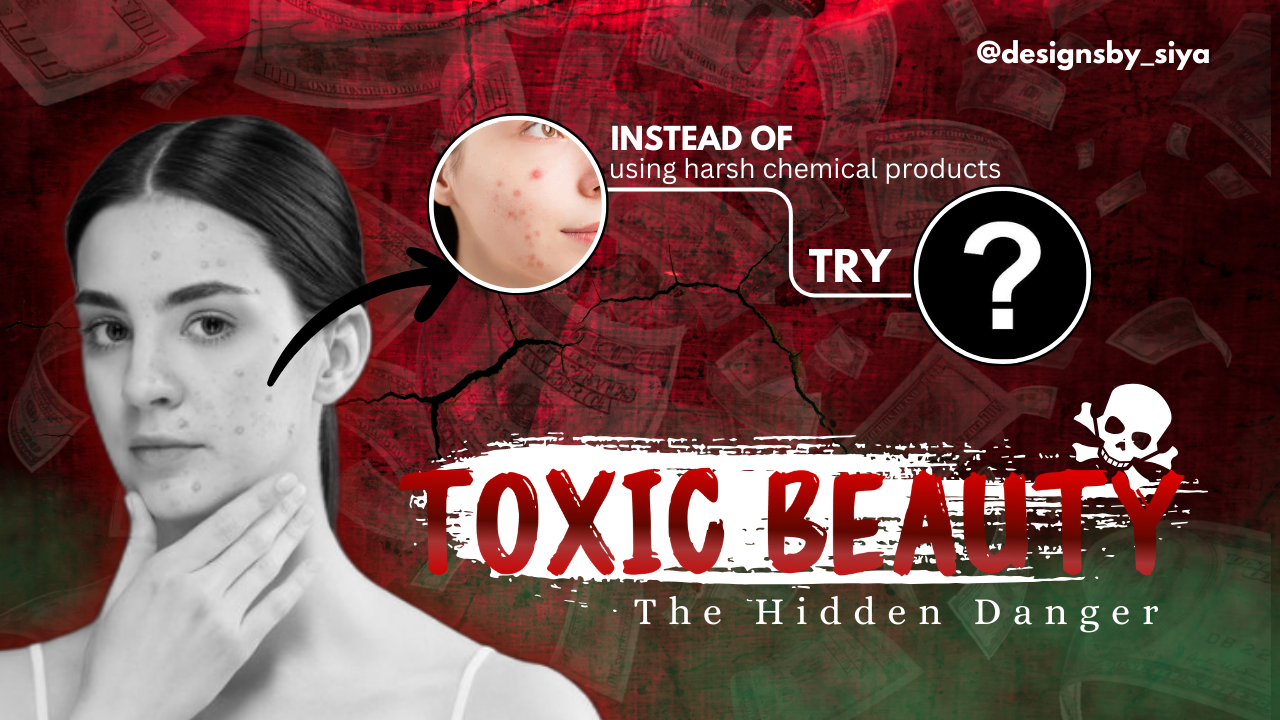 @designsby_siya
INSTEAD OF
using harsh chemical products
TRY
?
TOXIC BEAUTY
The Hidden Danger